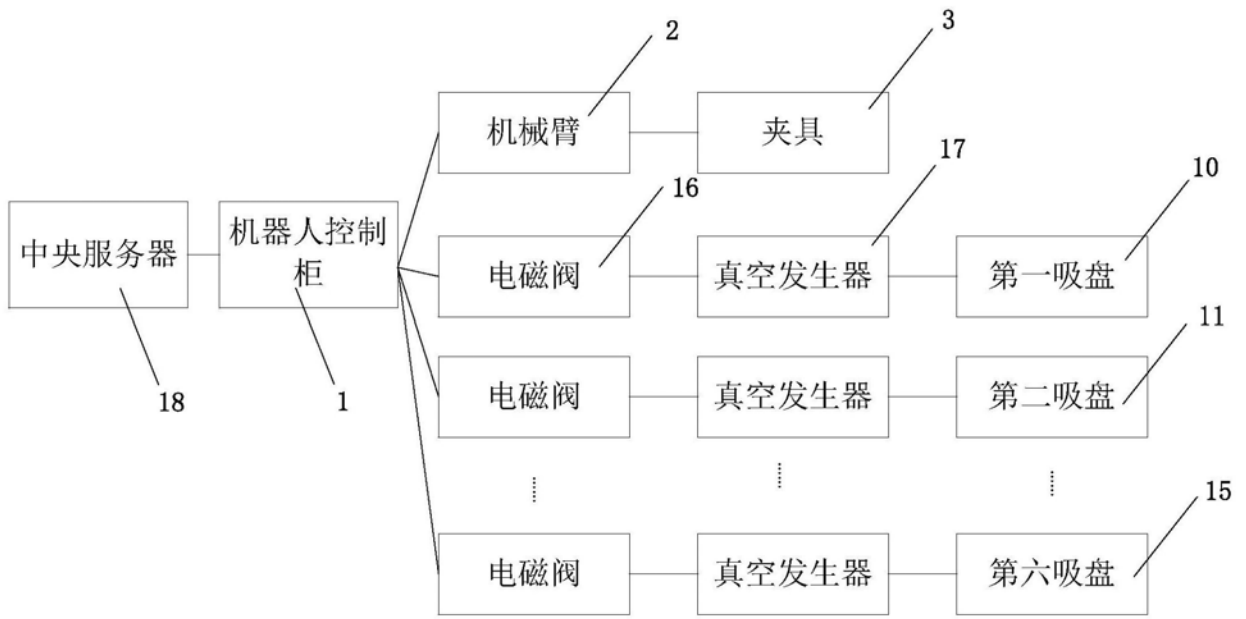 2
3
机械臂
夹具
16
17
10
中央服务器
机器人控制
柜
电磁阀
真空发生器
第一吸盘
11
18
1
电磁阀
真空发生器
第二吸盘
15
电磁阀
真空发生器
第六吸盘